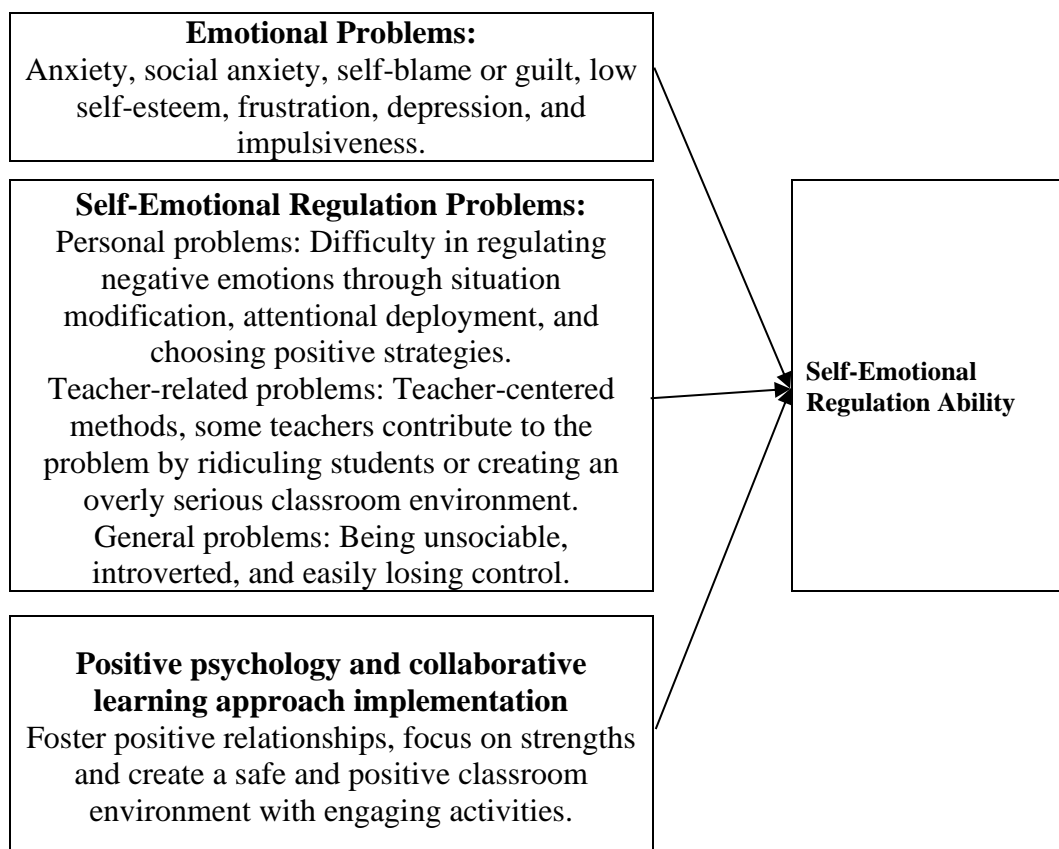 Emotional Problems:
Anxiety, social anxiety, self-blame or guilt, low
self-esteem, frustration, depression, and
impulsiveness.
Self-Emotional Regulation Problems:
Personal problems: Difficulty in regulating
negative emotions through situation
modification, attentional deployment, and
choosing positive strategies.
Teacher-related problems: Teacher-centered
methods, some teachers contribute to the
problem by ridiculing students or creating an
overly serious classroom environment.
General problems: Being unsociable,
introverted, and easily losing control.
Positive psychology and collaborative
learning approach implementation
Foster positive relationships, focus on strengths
and create a safe and positive classroom
environment with engaging activities.
Self-Emotional
Regulation Ability